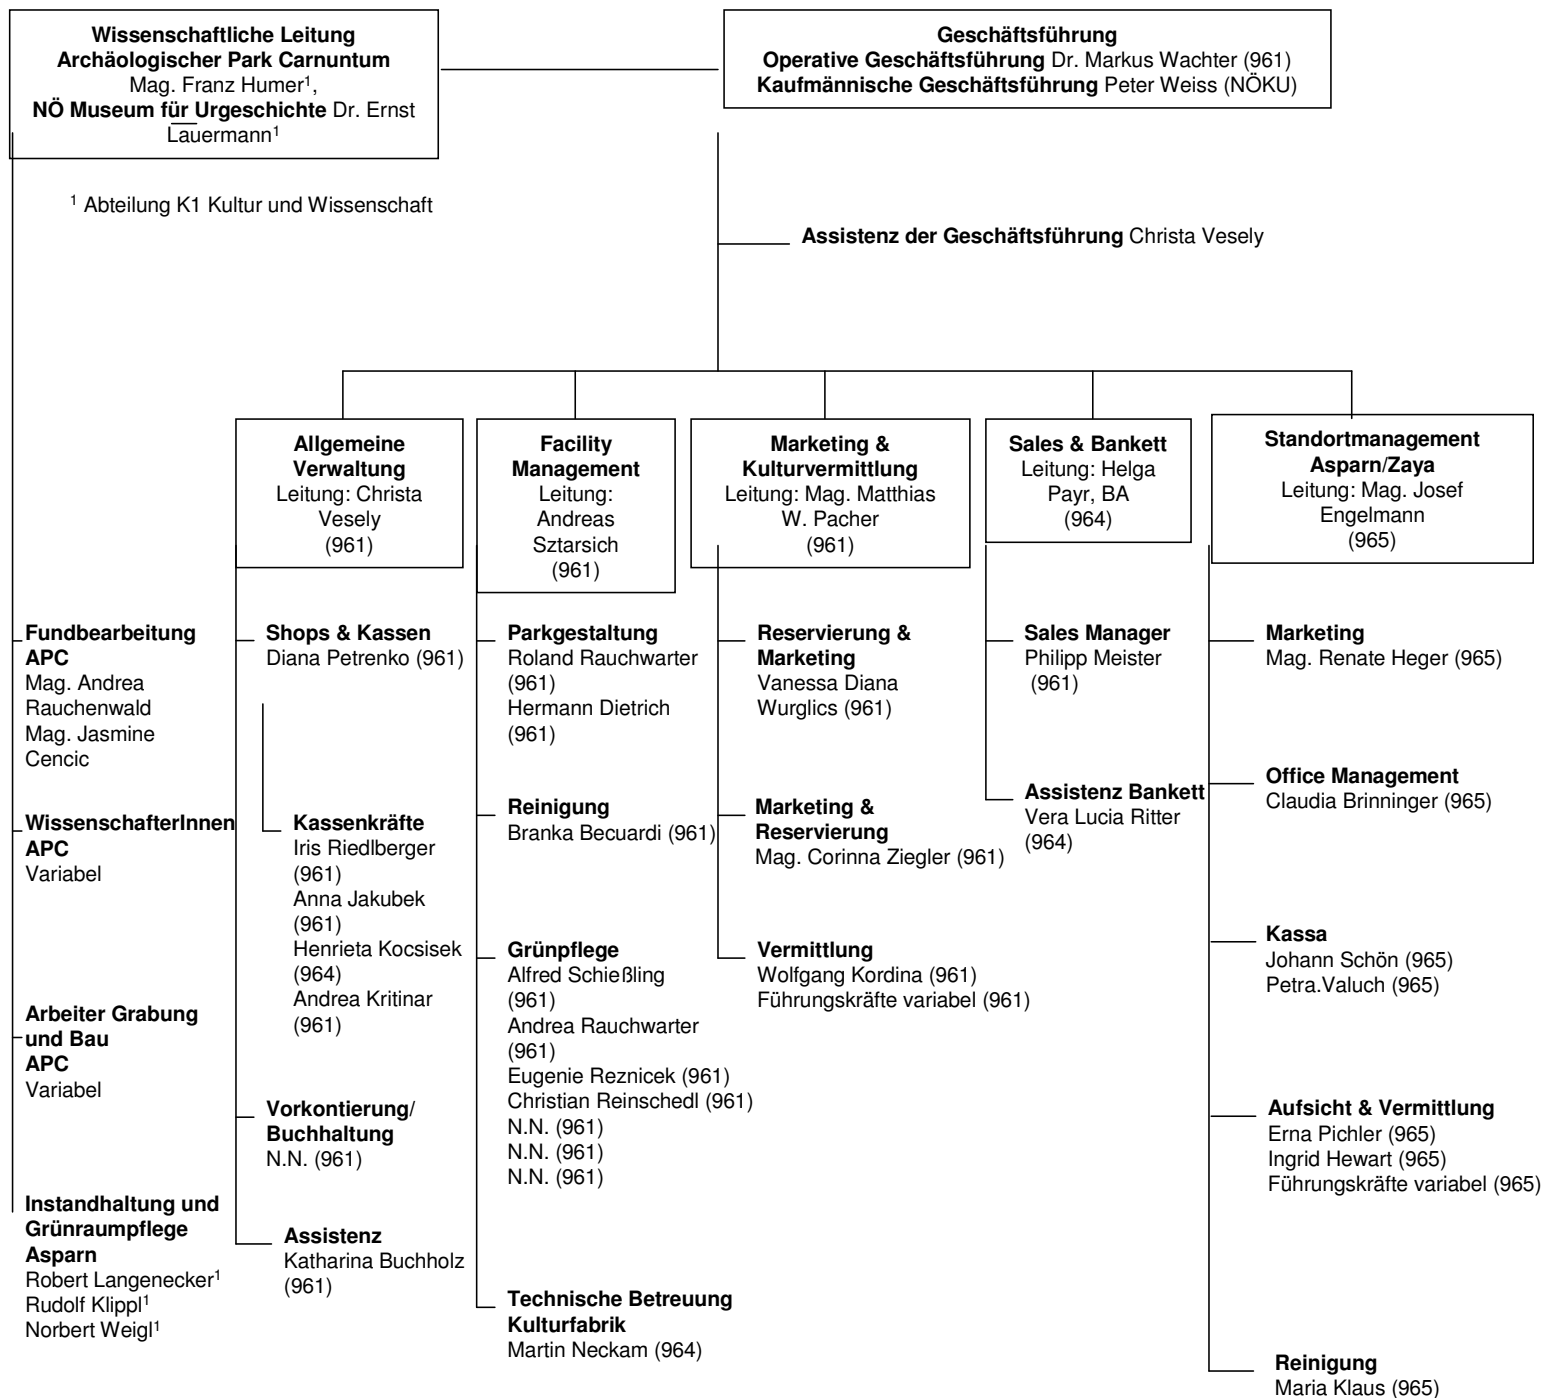 Wissenschaftliche Leitung
Archäologischer Park Carnuntum
Mag. Franz Humer¹,
NÖ Museum für Urgeschichte Dr. Ernst
Lauermann¹
Geschäftsführung
Operative Geschäftsführung Dr. Markus Wachter (961)
Kaufmännische Geschäftsführung Peter Weiss (NÖKU)
¹ Abteilung K1 Kultur und Wissenschaft
Assistenz der Geschäftsführung Christa Vesely
Fundbearbeitung
APC
Mag. Andrea
Rauchenwald
Mag. Jasmine
Cencic
WissenschafterInnen
APC
Variabel
Arbeiter Grabung
und Bau
APC
Variabel
Instandhaltung und
Grünraumpflege
Asparn
Robert Langenecker¹
Rudolf Klippl¹
Norbert Weigl¹
Allgemeine
Verwaltung
Leitung: Christa
Vesely
(961)
Shops & Kassen
Diana Petrenko (961)
Kassenkräfte
Iris Riedlberger
(961)
Anna Jakubek
(961)
Henrieta Kocsisek
(964)
Andrea Kritinar
(961)
Vorkontierung/
Buchhaltung
N.N. (961)
Assistenz
Katharina Buchholz
(961)
Facility
Management
Leitung:
Andreas
Sztarsich
(961)
Parkgestaltung
Roland Rauchwarter
(961)
Hermann Dietrich
(961)
Reinigung
Branka Becuardi (961)
Grünpflege
Alfred Schießling
(961)
Andrea Rauchwarter
(961)
Eugenie Reznicek (961)
Christian Reinschedl (961)
N.N. (961)
N.N. (961)
N.N. (961)
Technische Betreuung
Kulturfabrik
Martin Neckam (964)
Marketing &
Kulturvermittlung
Leitung: Mag. Matthias
W. Pacher
(961)
Reservierung &
Marketing
Vanessa Diana
Wurglics (961)
Marketing &
Reservierung
Mag. Corinna Ziegler (961)
Vermittlung
Wolfgang Kordina (961)
Führungskräfte variabel (961)
Sales & Bankett
Leitung: Helga
Payr, BA
(964)
Sales Manager
Philipp Meister
(961)
Assistenz Bankett
Vera Lucia Ritter
(964)
Standortmanagement
Asparn/Zaya
Leitung: Mag. Josef
Engelmann
(965)
Marketing
Mag. Renate Heger (965)
Office Management
Claudia Brinninger (965)
Kassa
Johann Schön (965)
Petra.Valuch (965)
Aufsicht & Vermittlung
Erna Pichler (965)
Ingrid Hewart (965)
Führungskräfte variabel (965)
Reinigung
Maria Klaus (965)